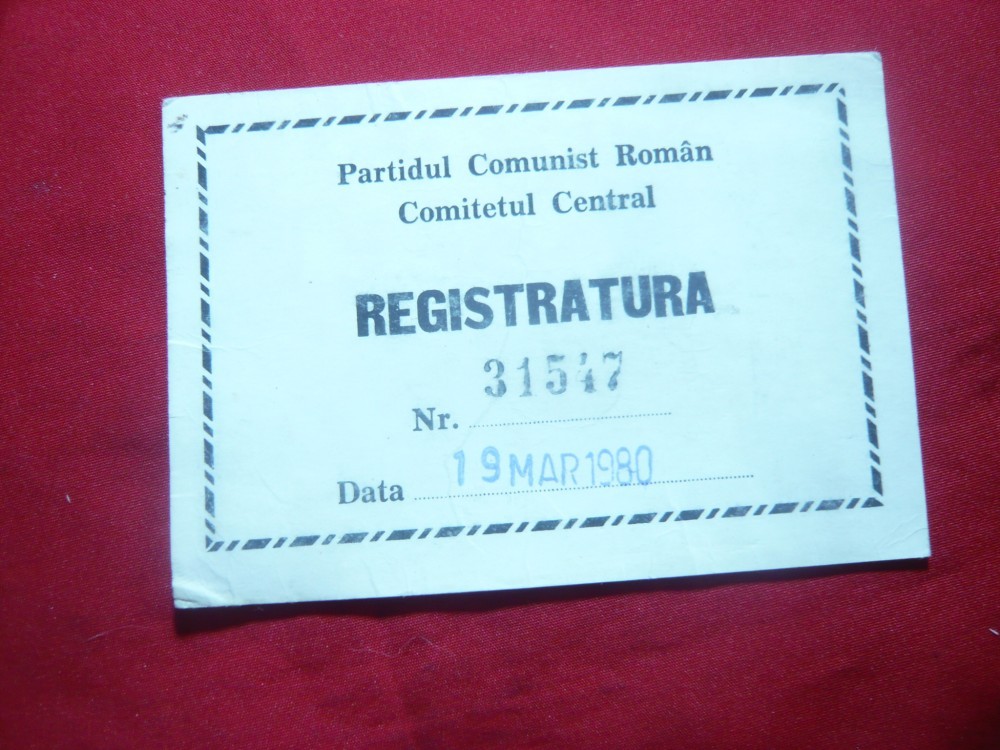 Partidul Comunist Român
Comitetul Central
REGISTRATURA
31547
Nr.
19 MAR 1980
Data